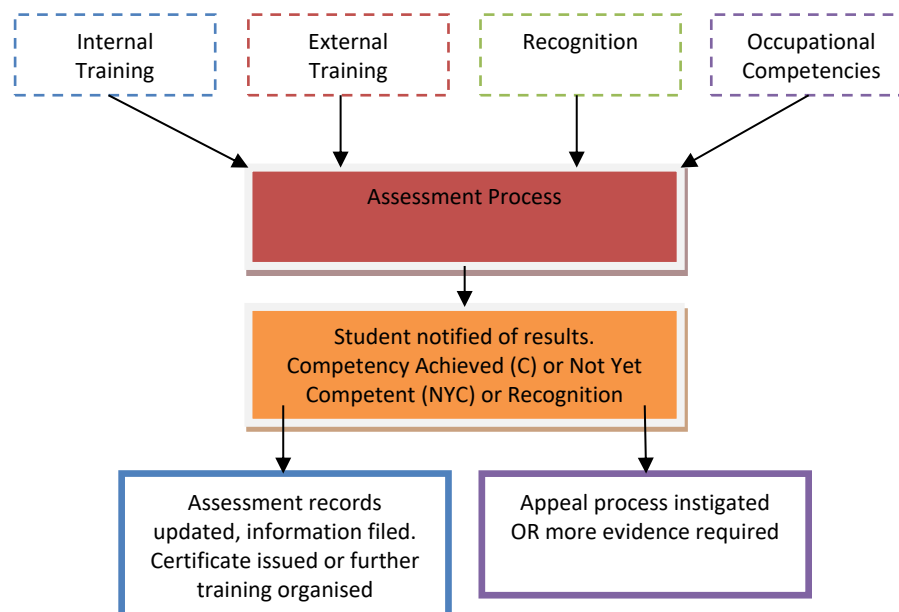 Internal
Training
External
Training
Recognition
Occupational
Competencies
Assessment Process
Student notified of results.
Competency Achieved (C) or Not Yet
Competent (NYC) or Recognition
Assessment records
updated, information filed.
Certificate issued or further
training organised
Appeal process instigated
OR more evidence required